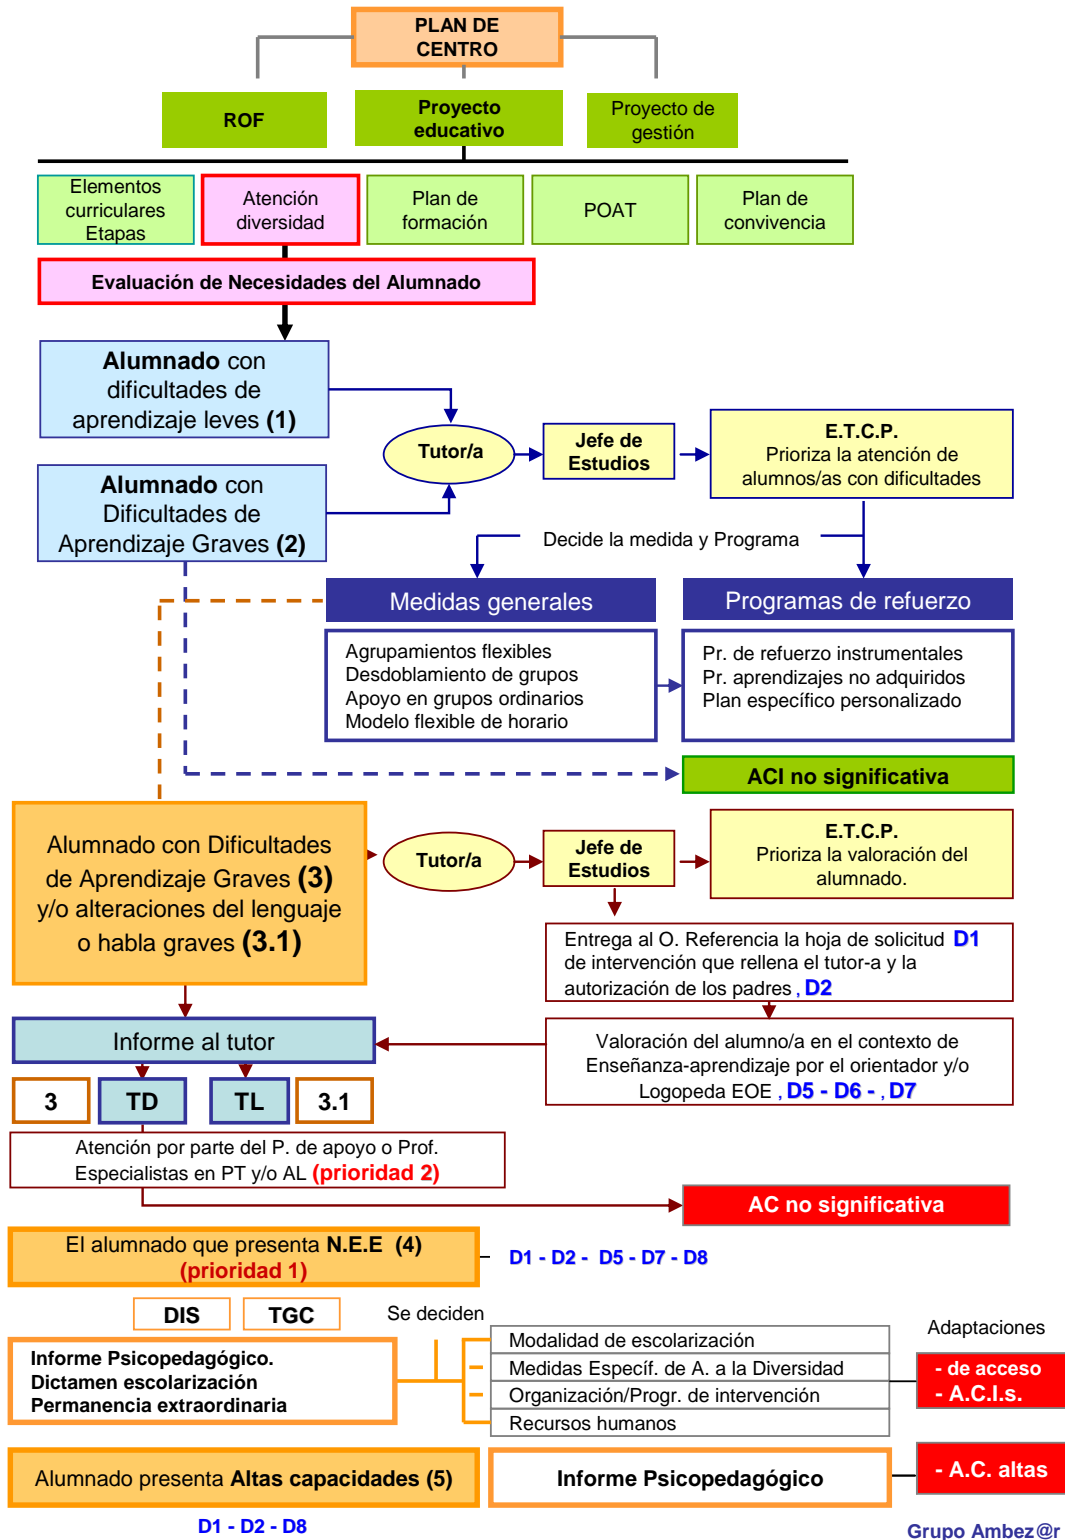 PLAN DE
CENTRO
ROF
Proyecto
educativo
Proyecto de
gestión
Elementos
curriculares
Etapas
Atención
diversidad
Plan de
formación
POAT
Plan de
convivencia
Evaluación de Necesidades del Alumnado
Alumnado con
dificultades de
aprendizaje leves (1)
Tutor/a
Jefe de
Estudios
E.T.C.P.
Prioriza la atención de
alumnos/as con dificultades
Alumnado con
Dificultades de
Aprendizaje Graves (2)
Decide la medida y Programa
Medidas generales
Programas de refuerzo
Agrupamientos flexibles
Desdoblamiento de grupos
Apoyo en grupos ordinarios
Modelo flexible de horario
Pr. de refuerzo instrumentales
Pr. aprendizajes no adquiridos
Plan específico personalizado
ACI no significativa
Alumnado con Dificultades
de Aprendizaje Graves (3)
y/o alteraciones del lenguaje
o habla graves (3.1)
Tutor/a
Jefe de
Estudios
E.T.C.P.
Prioriza la valoración del
alumnado.
Entrega al O. Referencia la hoja de solicitud D1
de intervención que rellena el tutor-a y la
autorización de los padres , D2
Informe al tutor
Valoración del alumno/a en el contexto de
Enseñanza-aprendizaje por el orientador y/o
Logopeda EOE , D5 - D6 - , D7
3
TD
TL
3.1
Atención por parte del P. de apoyo o Prof.
Especialistas en PT y/o AL (prioridad 2)
AC no significativa
El alumnado que presenta N.E.E (4)
(prioridad 1)
D1 - D2 - D5 - D7 - D8
DIS
TGC
Se deciden
Adaptaciones
Informe Psicopedagógico.
Dictamen escolarización
Permanencia extraordinaria
Modalidad de escolarización
Medidas Específ. de A. a la Diversidad
Organización/Progr. de intervención
Recursos humanos
- de acceso
- A.C.I.s.
Alumnado presenta Altas capacidades (5)
Informe Psicopedagógico
- A.C. altas
D1 - D2 - D8
Grupo Ambez@r